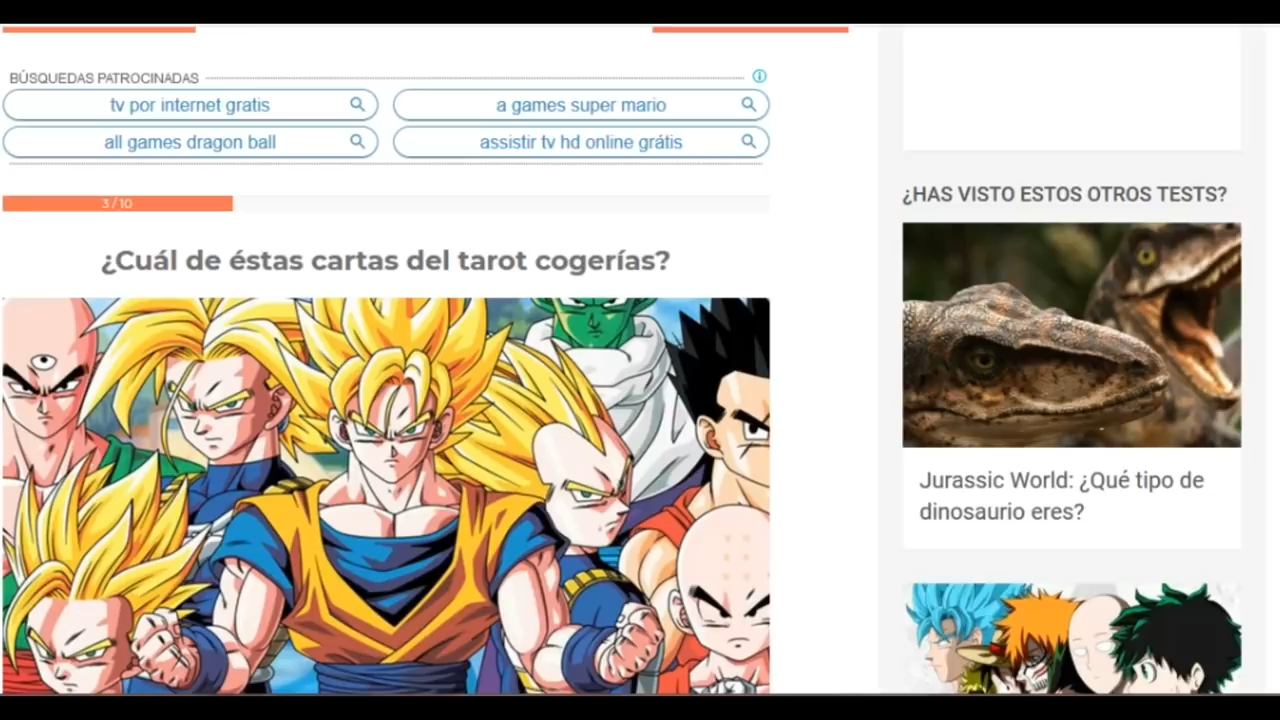 BÚSQUEDAS PATROCINADAS
tv por internet gratis
a games super mario
all games dragon ball
assistir tv hd online grátis
3 / 10
¿Cuál de éstas cartas del tarot cogerías?
¿HAS VISTO ESTOS OTROS TESTS?
Jurassic World: ¿Qué tipo de
dinosaurio eres?